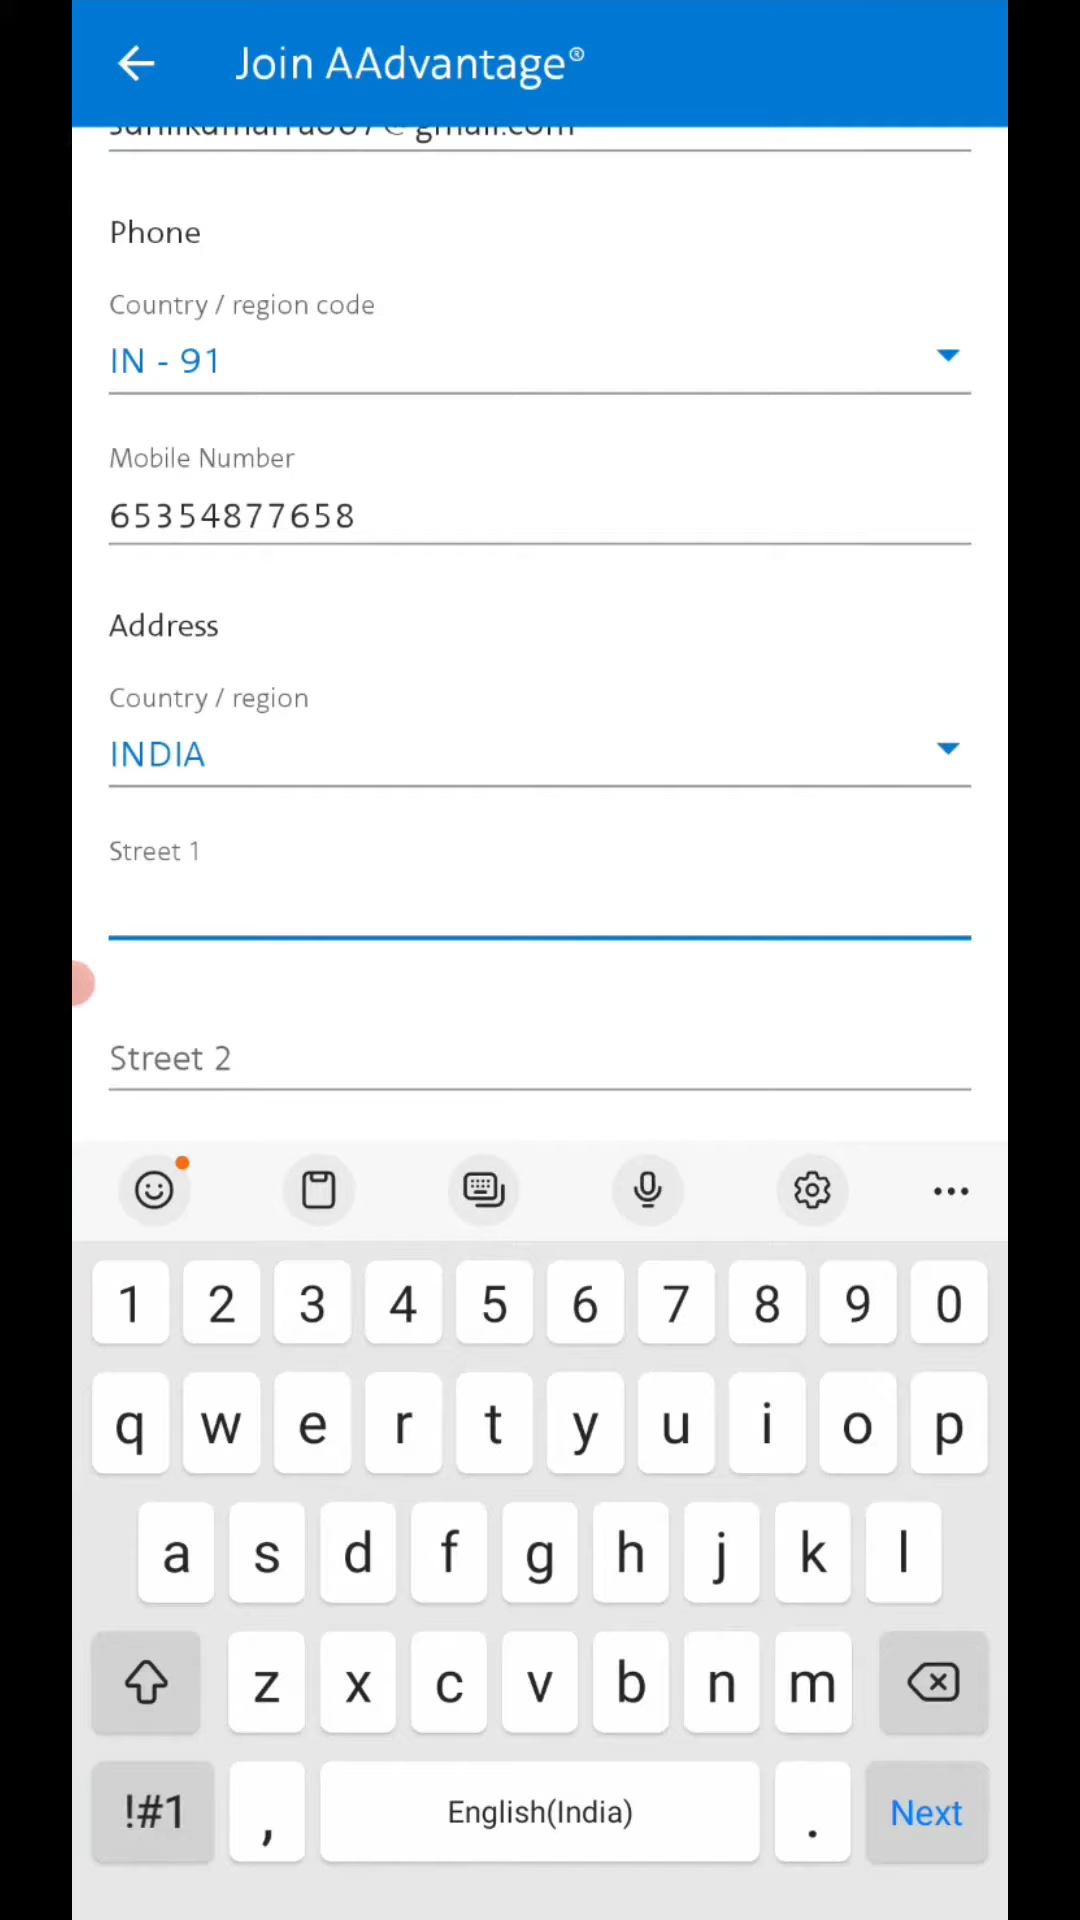 Join AAdvantage®
Phone
Country / region code
IN - 91
Mobile Number
65354877658
Address
Country / region
INDIA
Street 1
Street 2
1 2 3 4 5 6 7 8 9 0
q w e r t y u i o p
a s d f g h j k l
z x c v b n m
!#1 , English(India) . Next